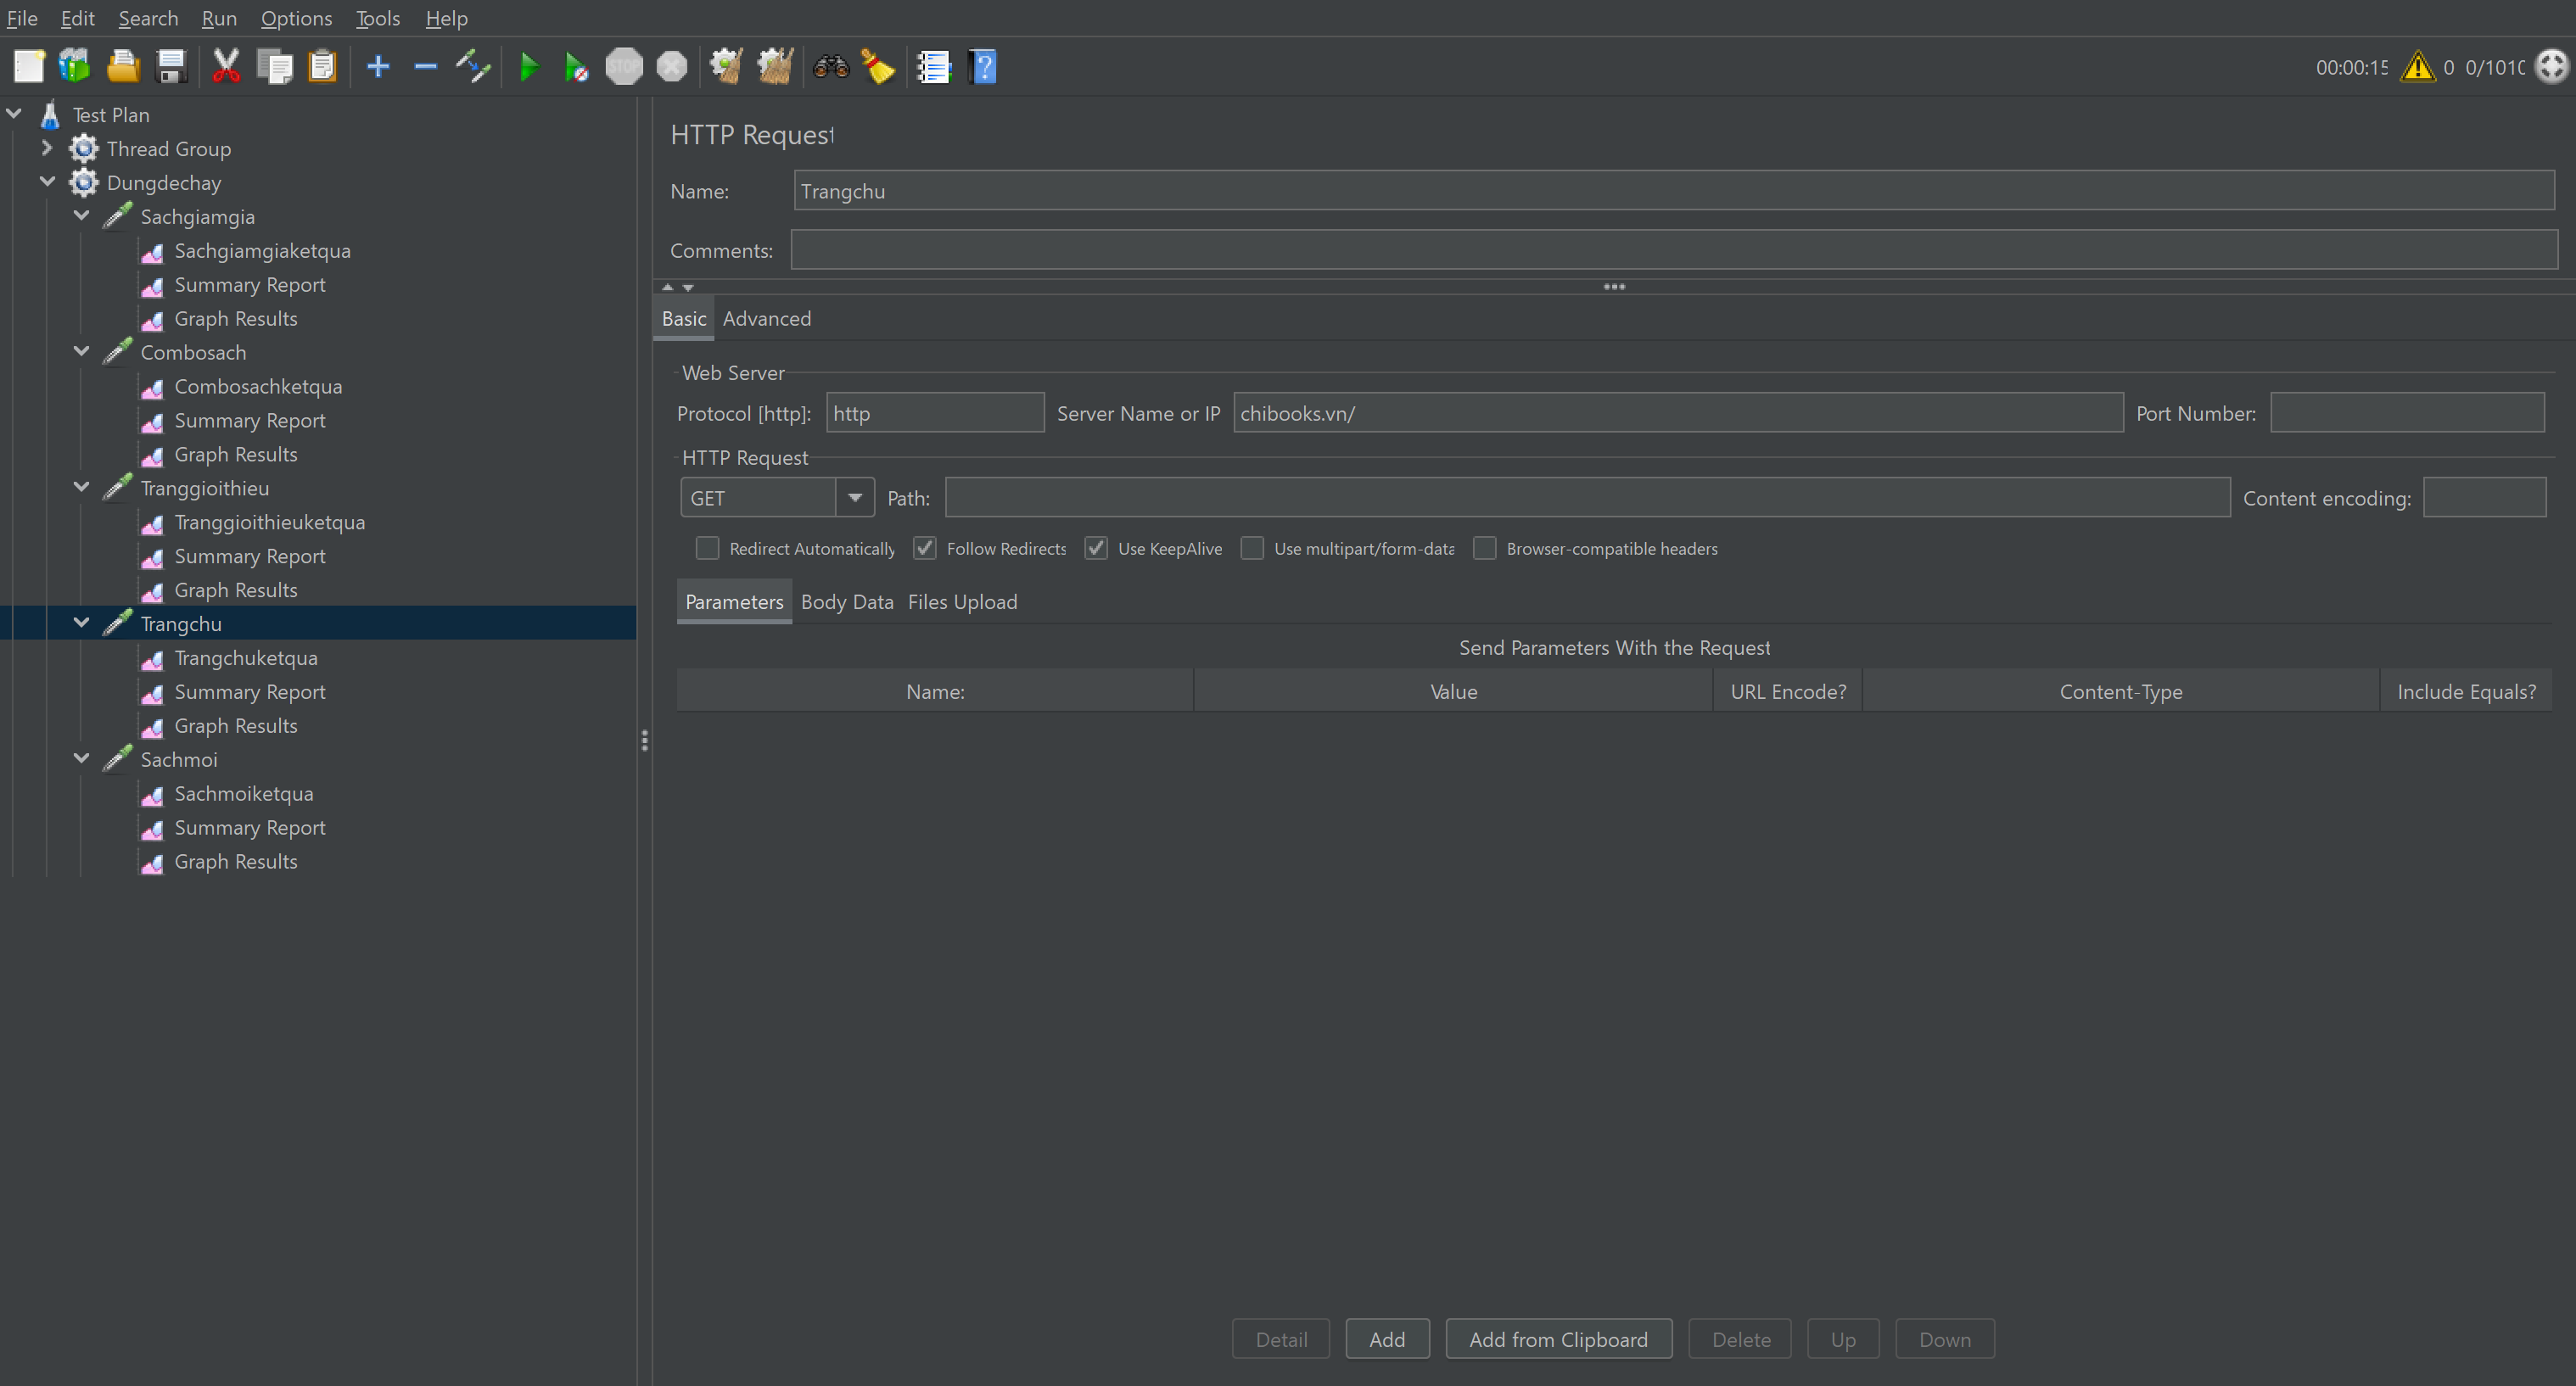 File Edit Search Run Options Tools Help
STOP
00:00:15 0 0/1010
Test Plan
Thread Group
Dungdechay
Sachgiamgia
Sachgiamgiaketqua
Summary Report
Graph Results
Combosach
Combosachketqua
Summary Report
Graph Results
Tranggioithieu
Tranggioithieuketqua
Summary Report
Graph Results
Trangchu
Trangchuketqua
Summary Report
Graph Results
Sachmoi
Sachmoiketqua
Summary Report
Graph Results
HTTP Request
Name: Trangchu
Comments:
Basic Advanced
Web Server
Protocol [http]: http Server Name or IP chibooks.vn/ Port Number:
HTTP Request
GET Path: Content encoding:
Redirect Automatically Follow Redirects Use KeepAlive Use multipart/form-data Browser-compatible headers
Parameters Body Data Files Upload
Send Parameters With the Request
Name: Value URL Encode? Content-Type Include Equals?
Detail Add Add from Clipboard Delete Up Down